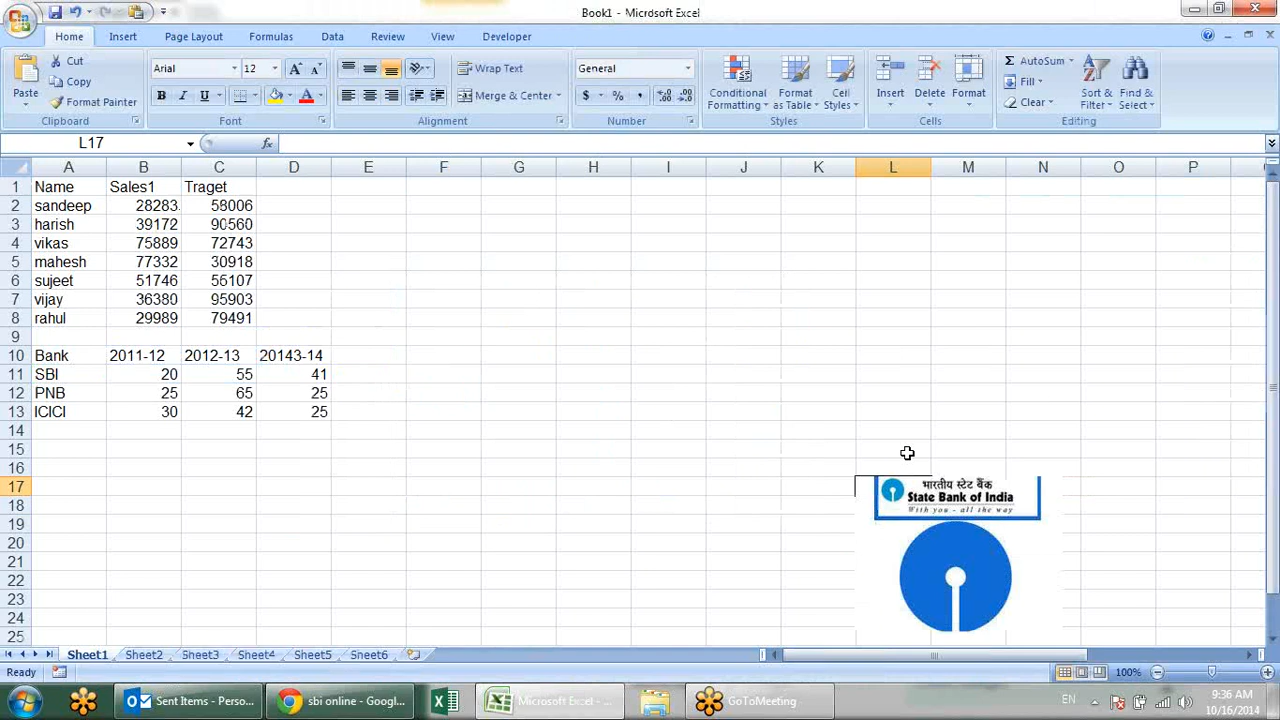 Book1 - Microsoft Excel
Home Insert Page Layout Formulas Data Review View Developer
Cut
Copy
Format Painter
Paste
Clipboard
Arial 12
B I U A
Font
Wrap Text
Merge & Center
Alignment
General
$ % ,
Number
Conditional Formatting
Format as Table
Cell Styles
Styles
Insert Delete Format
Cells
Σ AutoSum
Fill
Clear
Sort & Filter
Find & Select
Editing
L17 fx
A B C D E F G H I J K L M N O P
1 Name Sales1 Traget
2 sandeep 28283 58006
3 harish 39172 90560
4 vikas 75889 72743
5 mahesh 77332 30918
6 sujeet 51746 55107
7 vijay 36380 95903
8 rahul 29989 79491
9
10 Bank 2011-12 2012-13 20143-14
11 SBI 20 55 41
12 PNB 25 65 25
13 ICICI 30 42 25
14
15
16
17
18
19
20
21
22
23
24
25
भारतीय स्टेट बैंक
State Bank of India
With you - all the way
Sheet1 Sheet2 Sheet3 Sheet4 Sheet5 Sheet6
Ready 100%
Sent Items - Perso... sbi online - Googl... Microsoft Excel - ... GoToMeeting EN 9:36 AM
10/16/2014